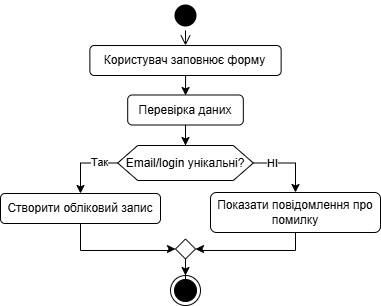 Користувач заповнює форму
Перевірка даних
Email/login унікальні?
Так
НІ
Створити обліковий запис
Показати повідомлення про
помилку